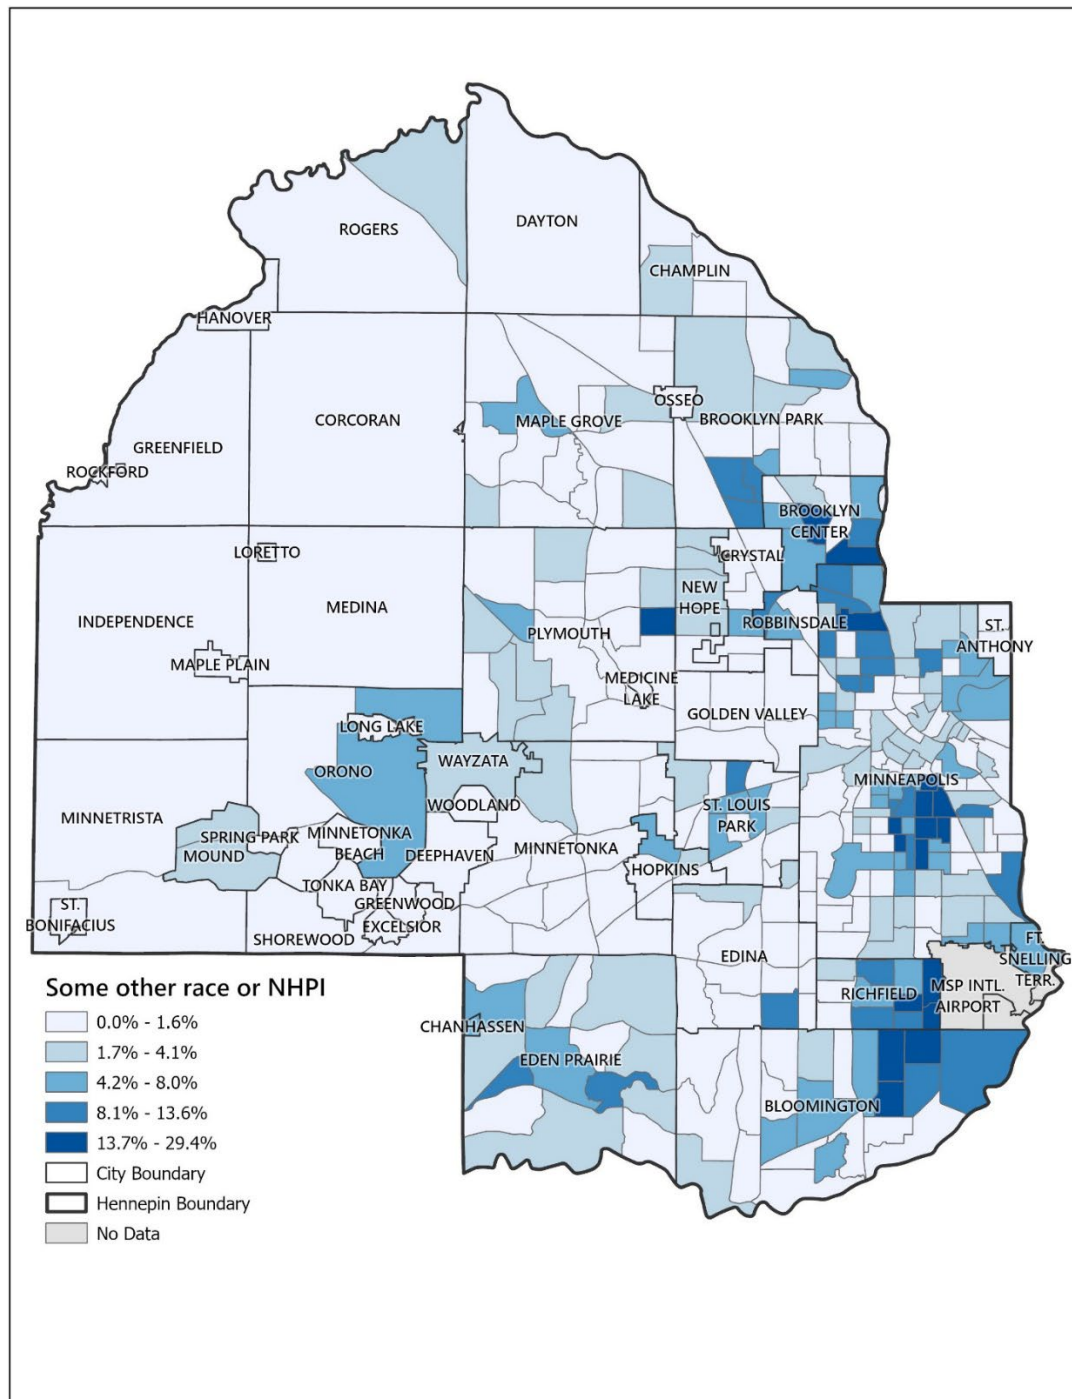 ROGERS
DAYTON
CHAMPLIN
HANOVER
CORCORAN
MAPLE GROVE
OSSEO
BROOKLYN PARK
GREENFIELD
ROCKFORD
BROOKLYN
CENTER
LORETTO
CRYSTAL
INDEPENDENCE
MEDINA
NEW
HOPE
PLYMOUTH
ROBBINSDALE
ST.
ANTHONY
MAPLE PLAIN
MEDICINE
LAKE
GOLDEN VALLEY
LONG LAKE
ORONO
WAYZATA
MINNEAPOLIS
WOODLAND
ST. LOUIS
PARK
MINNETRISTA
SPRING PARK
MOUND
MINNETONKA
BEACH
DEEPHAVEN
MINNETONKA
HOPKINS
TONKA BAY
GREENWOOD
EXCELSIOR
ST.
BONIFACIUS
SHOREWOOD
EDINA
FT.
SNELLING
TERR.
RICHFIELD
MSP INTL.
AIRPORT
CHANHASSEN
EDEN PRAIRIE
BLOOMINGTON
Some other race or NHPI
0.0% - 1.6%
1.7% - 4.1%
4.2% - 8.0%
8.1% - 13.6%
13.7% - 29.4%
City Boundary
Hennepin Boundary
No Data